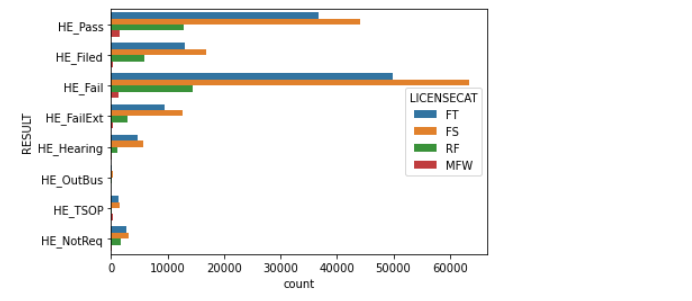 HE_Pass
HE_Filed
HE_Fail
HE_FailExt
HE_Hearing
HE_OutBus
HE_TSOP
HE_NotReq
RESULT
LICENSECAT
FT
FS
RF
MFW
0 10000 20000 30000 40000 50000 60000
count